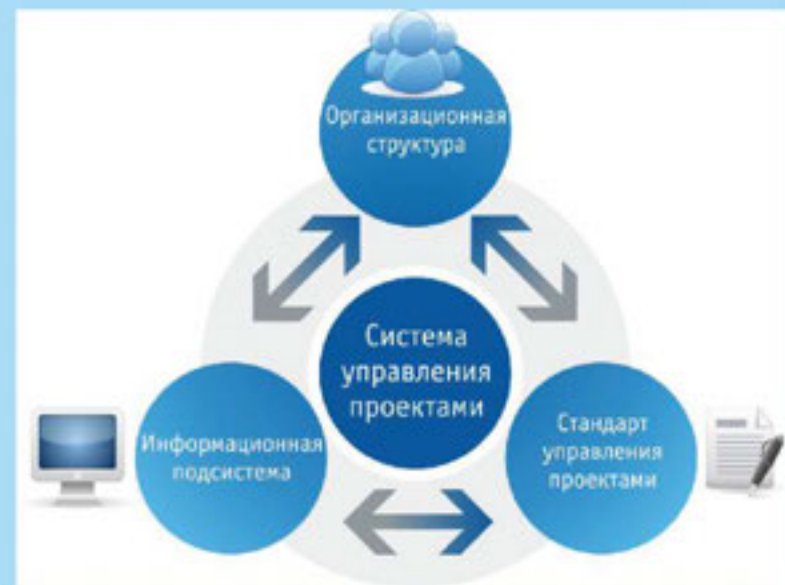 Организационная
структура
Система
управления
проектами
Информационная
подсистема
Стандарт
управления
проектами